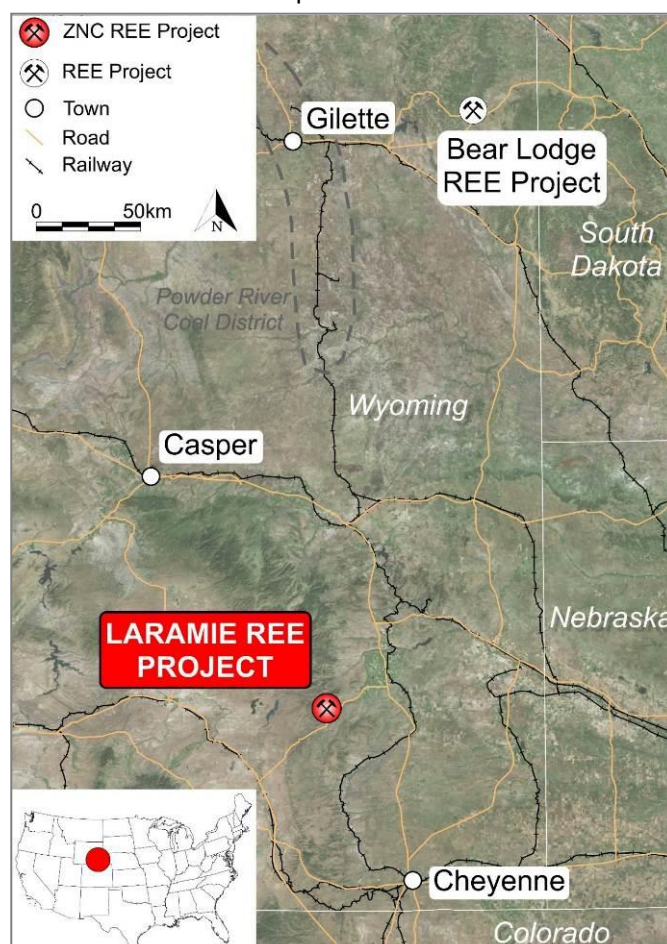 ZNC REE Project
REE Project
Town
Road
Railway
0 50km
N
Gilette
Bear Lodge
REE Project
South
Dakota
Powder River
Coal District
Wyoming
Casper
LARAMIE REE
PROJECT
Nebraska
Cheyenne
Colorado